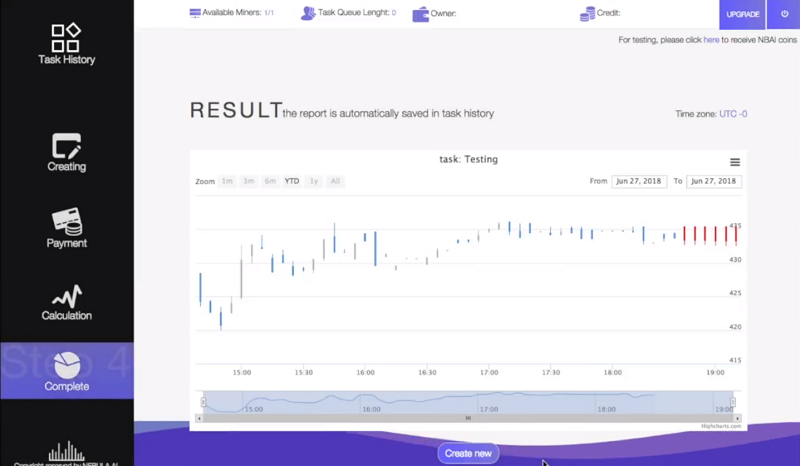 Available Miners: 1/1
Task Queue Lenght: 0
Owner:
Credit:
UPGRADE
For testing, please click here to receive NBAI coins
Task History
Creating
Payment
Calculation
Step 4
Complete
RESULT the report is automatically saved in task history
Time zone: UTC -0
task: Testing
Zoom 1m 3m 6m YTD 1y All
From Jun 27, 2018 To Jun 27, 2018
435
430
425
420
415
15:00 15:30 16:00 16:30 17:00 17:30 18:00 19:00
15:00 16:00 17:00 18:00 19:00
Highcharts.com
Create new
Copyright reserved by NEBULA AI